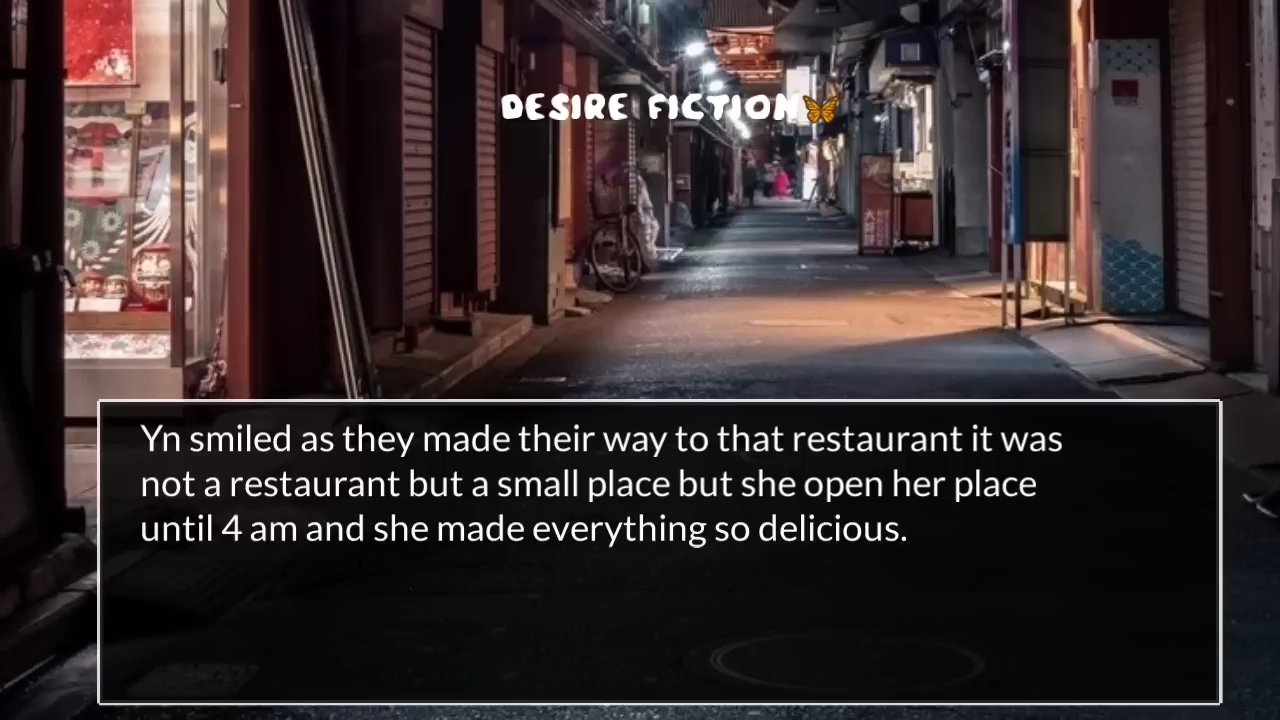 DESIRE FICTION🦋
Yn smiled as they made their way to that restaurant it was
not a restaurant but a small place but she open her place
until 4 am and she made everything so delicious.